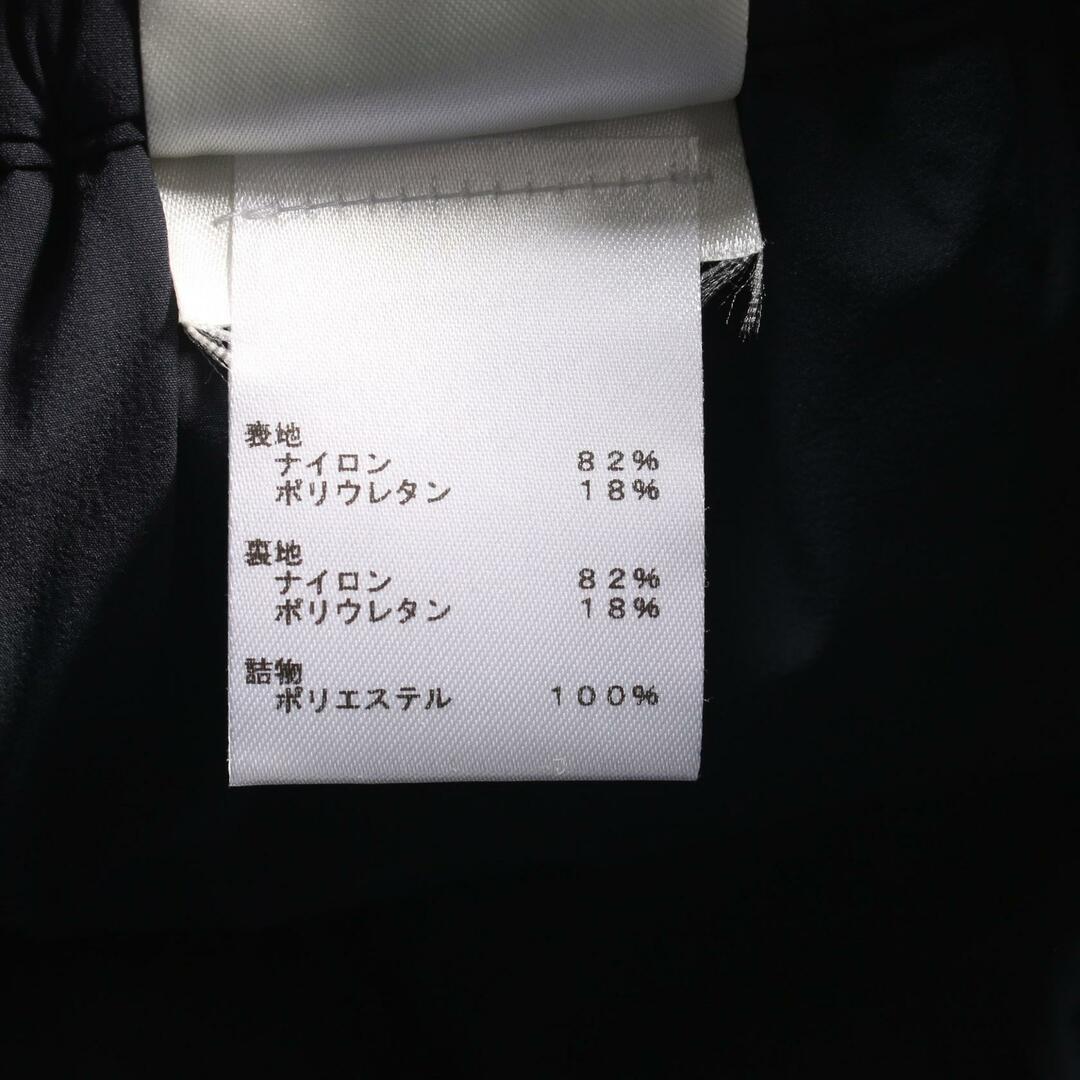 表地
ナイロン 82%
ポリウレタン 18%
裏地
ナイロン 82%
ポリウレタン 18%
詰物
ポリエステル 100%